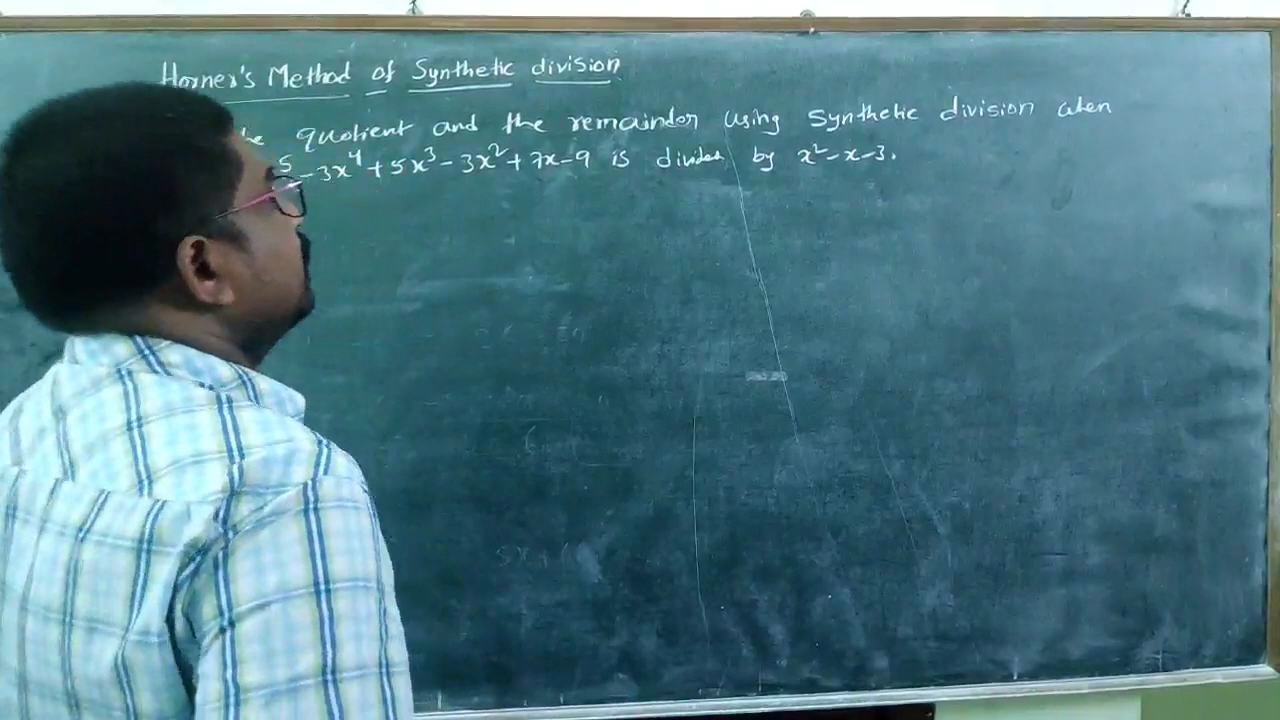 Horner's Method of Synthetic division
he quotient and the remainder using Synthetic division when
⁵ - 3x⁴ + 5x³ - 3x² + 7x - 9 is divided by x² - x - 3.